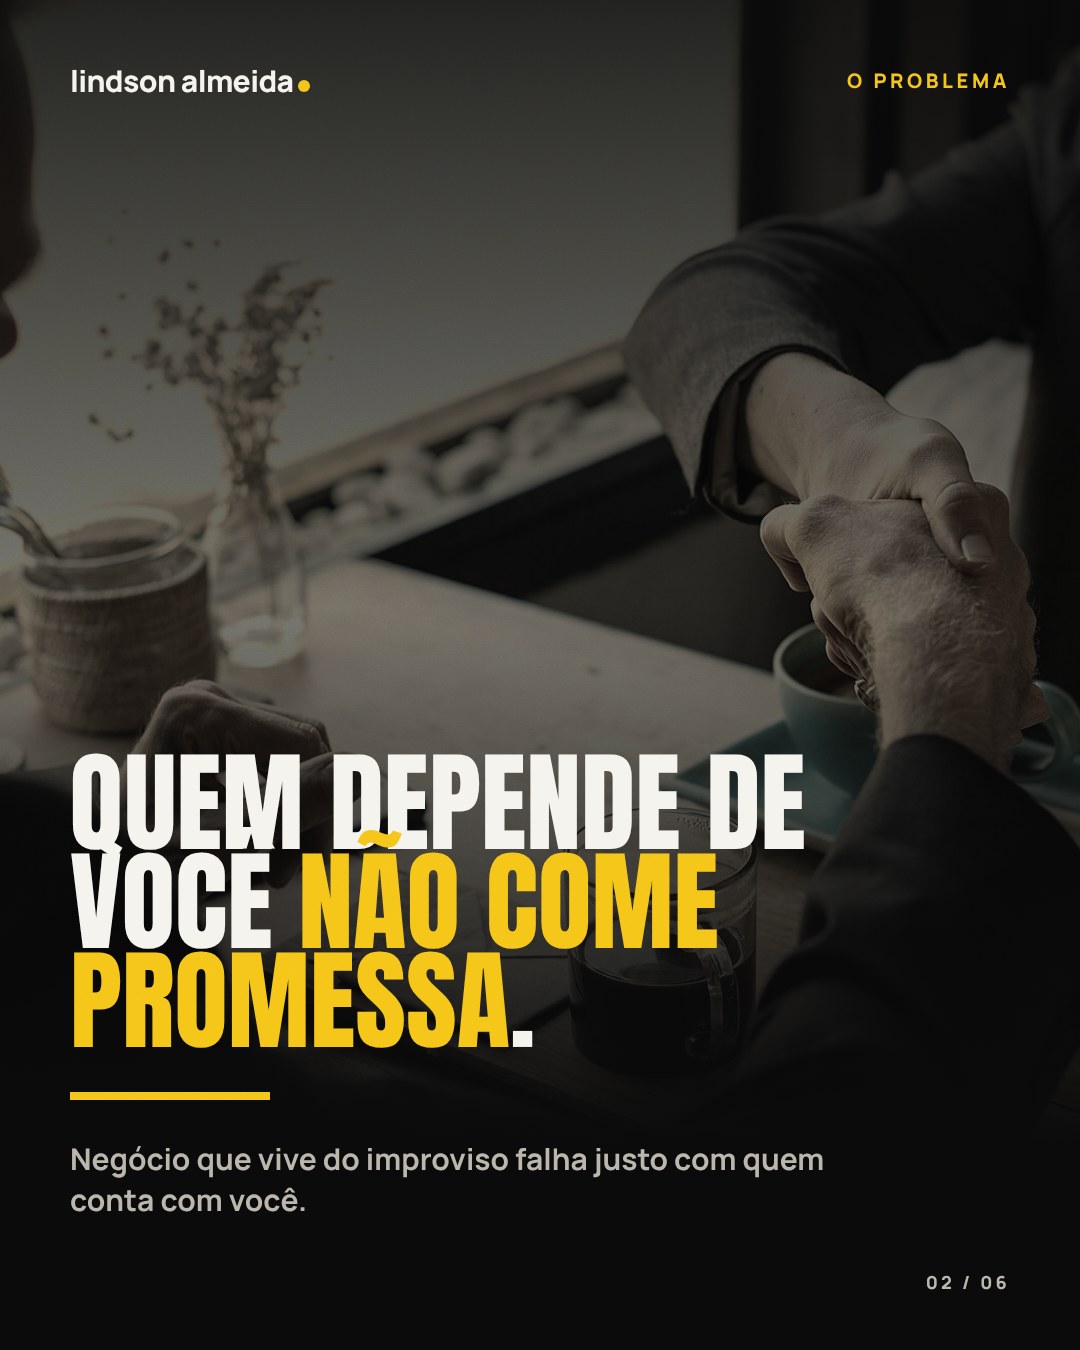 lindson almeida
O PROBLEMA
QUEM DEPENDE DE
VOCÊ NÃO COME
PROMESSA.
Negócio que vive do improviso falha justo com quem
conta com você.
02 / 06